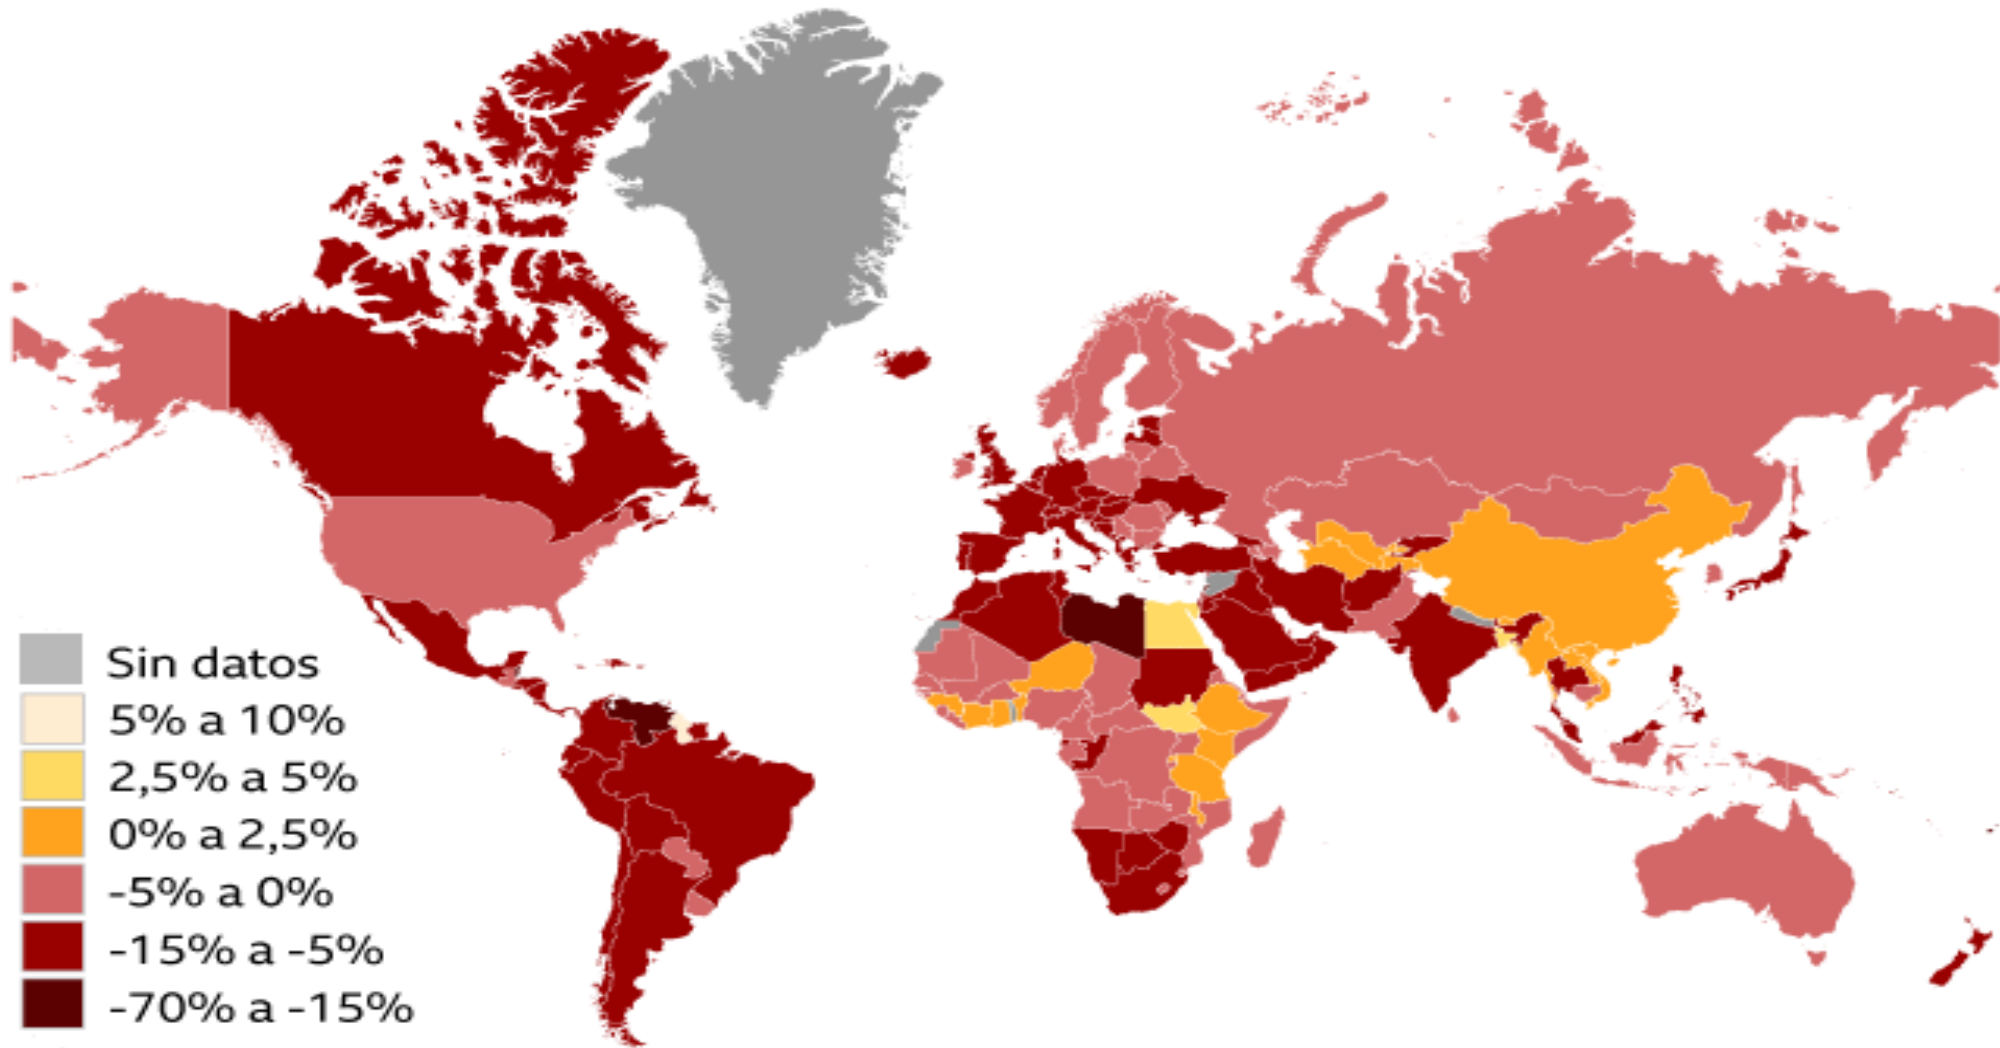 Sin datos
5% a 10%
2,5% a 5%
0% a 2,5%
-5% a 0%
-15% a -5%
-70% a -15%